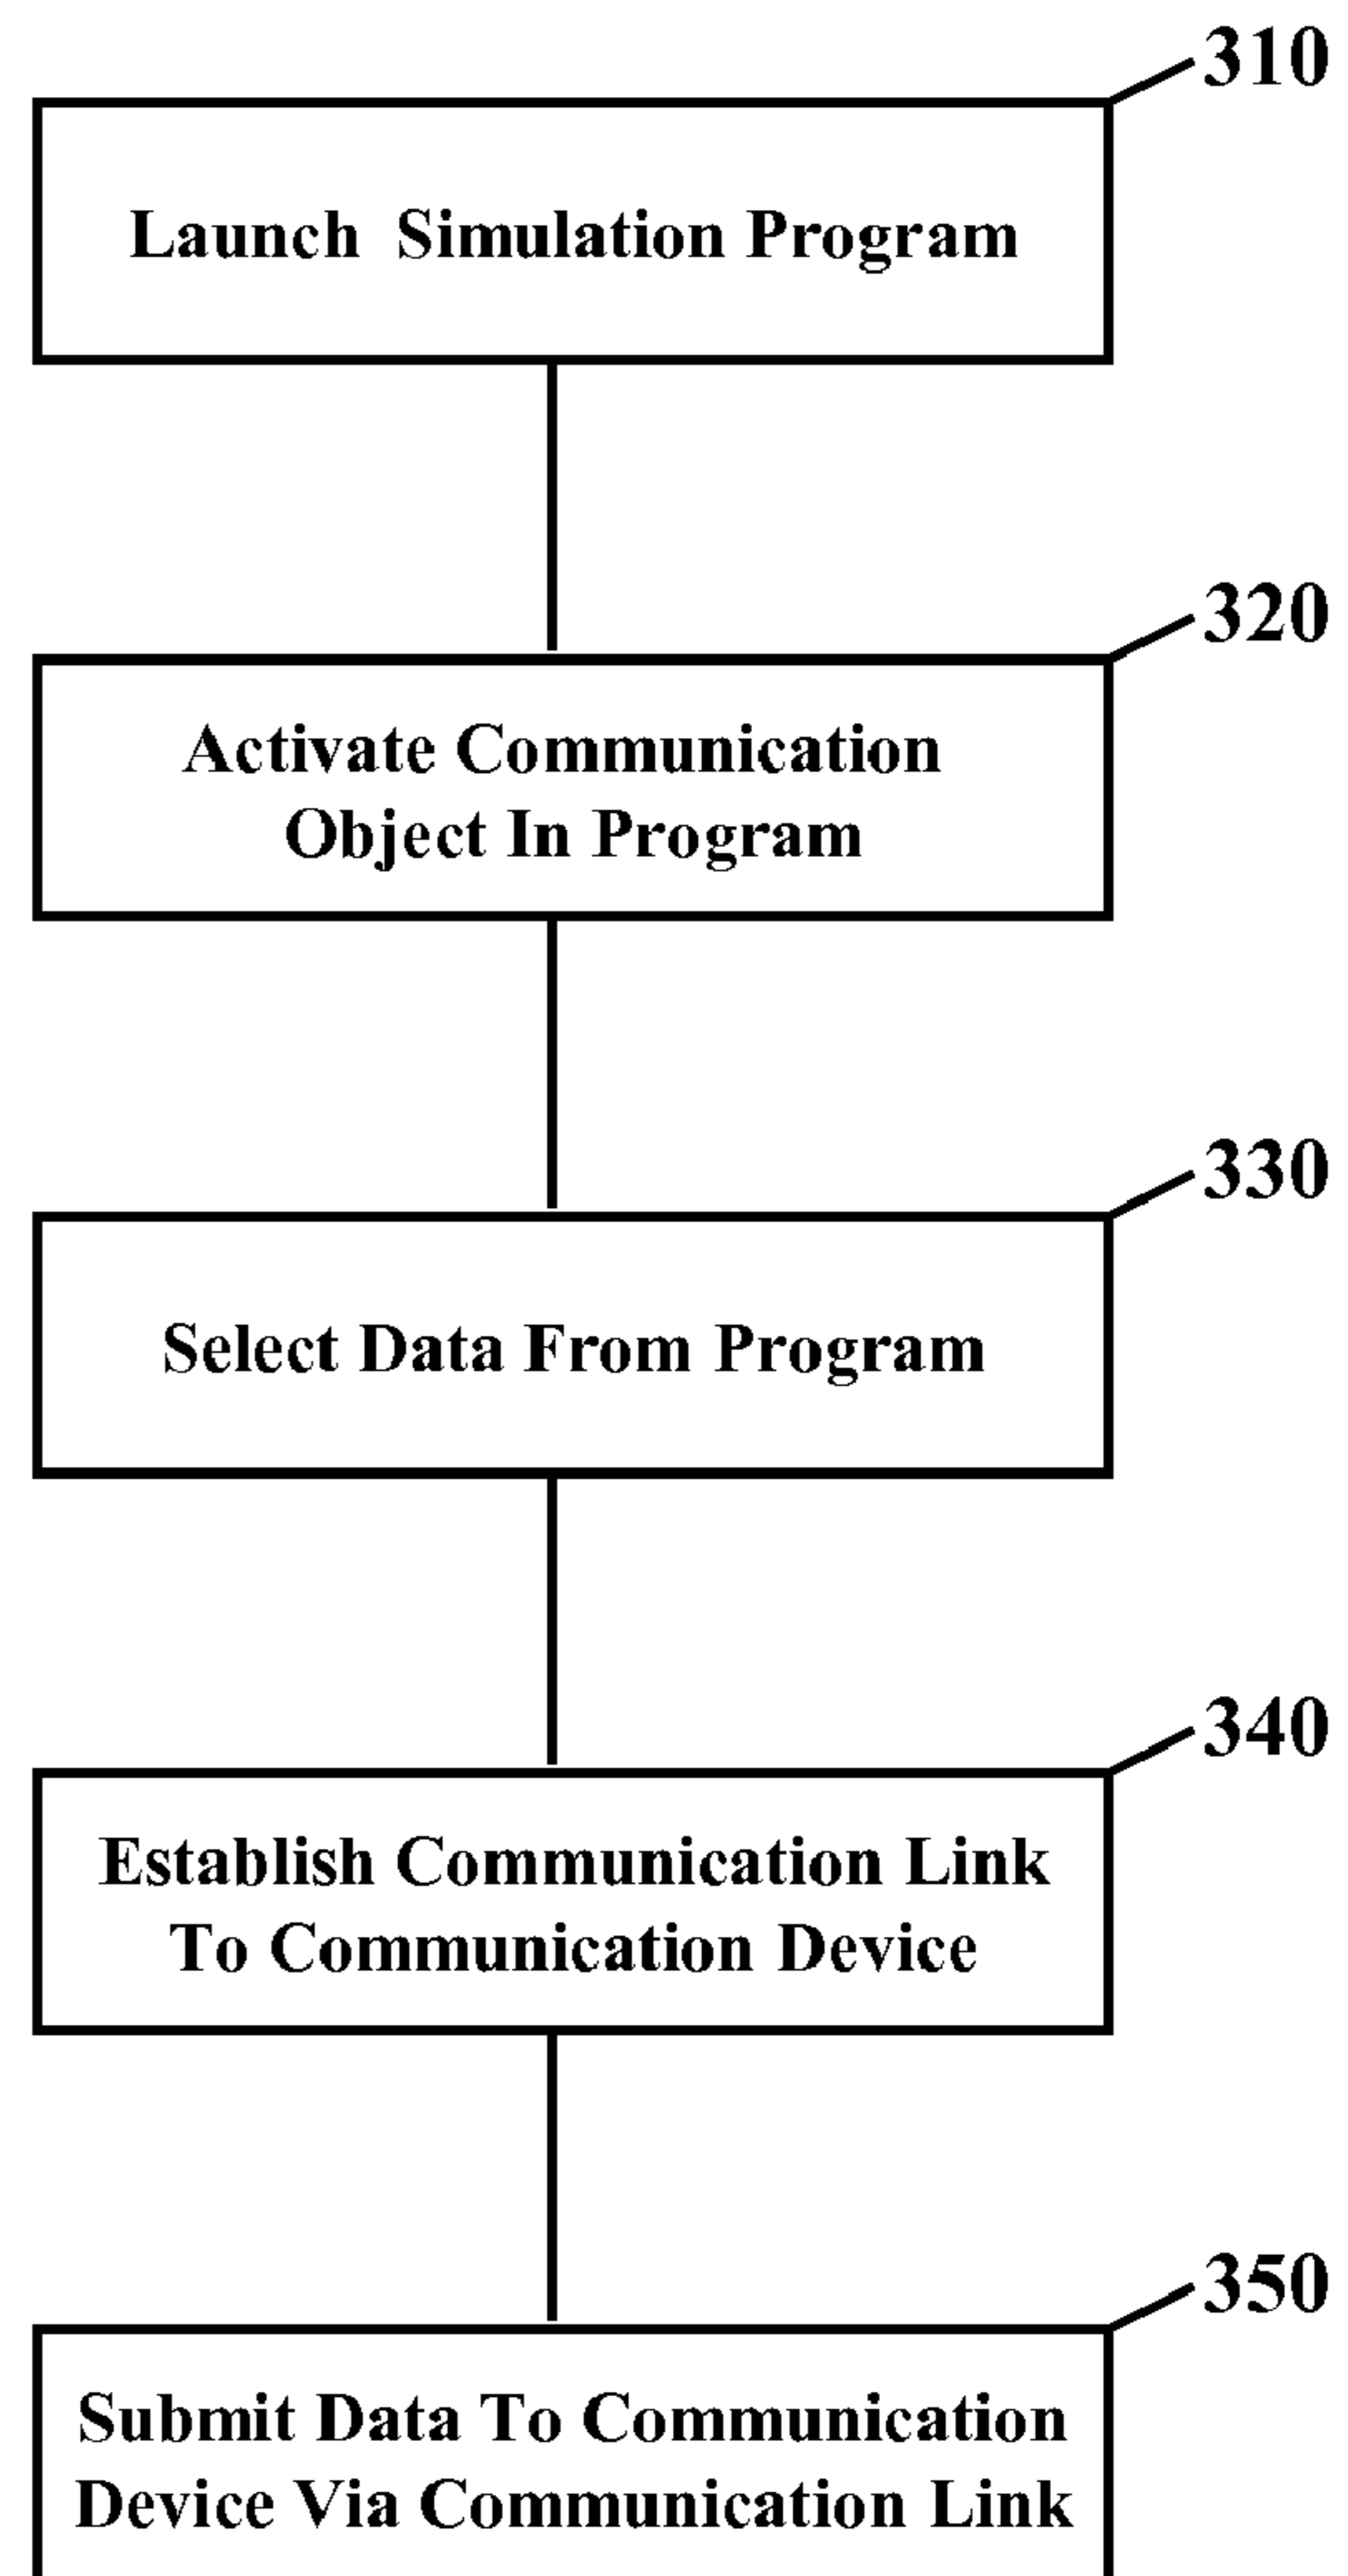 310
Launch Simulation Program
320
Activate Communication
Object In Program
330
Select Data From Program
340
Establish Communication Link
To Communication Device
350
Submit Data To Communication
Device Via Communication Link